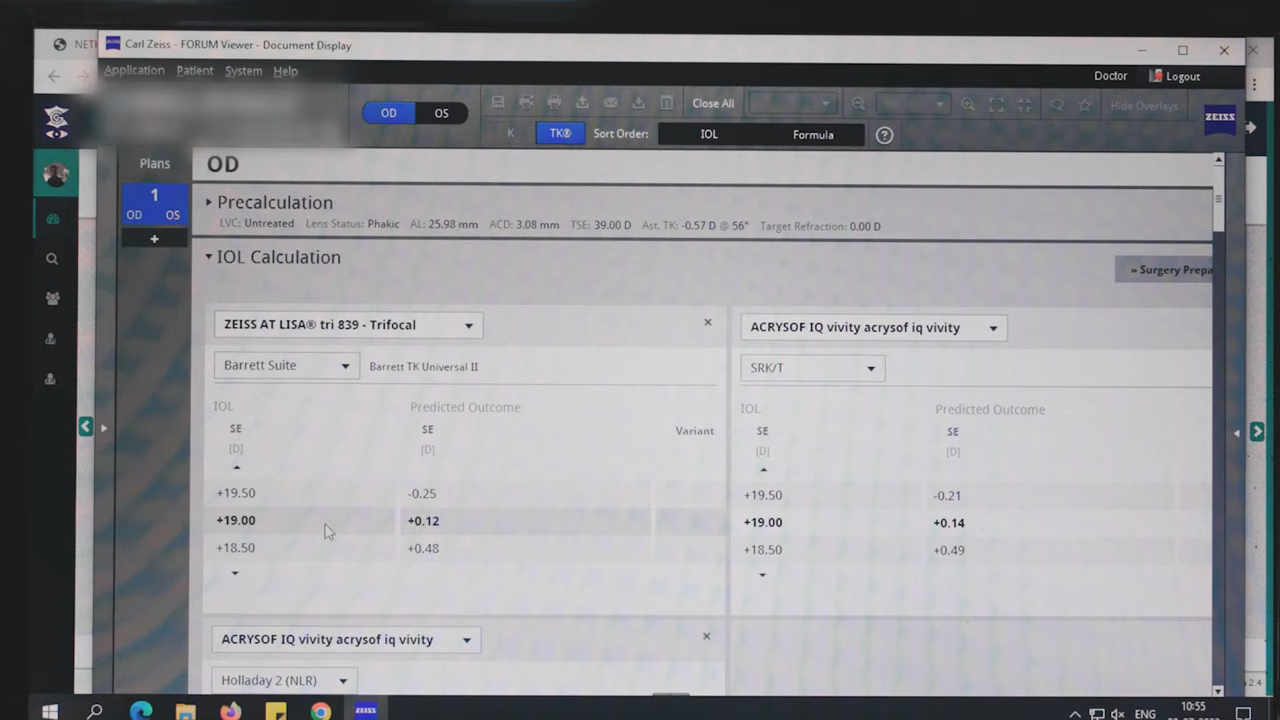 NET
Carl Zeiss - FORUM Viewer - Document Display
Application Patient System Help
Doctor Logout
OD OS
Close All
Hide Overlays
ZEISS
K TK® Sort Order: IOL Formula ?
Plans
OD
1
OD OS
+
Precalculation
LVC: Untreated Lens Status: Phakic AL: 25.98 mm ACD: 3.08 mm TSE: 39.00 D Ast. TK: -0.57 D @ 56° Target Refraction: 0.00 D
IOL Calculation
» Surgery Prepa
ZEISS AT LISA® tri 839 - Trifocal
Barrett Suite Barrett TK Universal II
IOL Predicted Outcome
SE SE Variant
[D] [D]
+19.50 -0.25
+19.00 +0.12
+18.50 +0.48
ACRYSOF IQ vivity acrysof iq vivity
SRK/T
IOL Predicted Outcome
SE SE
[D] [D]
+19.50 -0.21
+19.00 +0.14
+18.50 +0.49
ACRYSOF IQ vivity acrysof iq vivity
Holladay 2 (NLR)
2.4
ZEISS
ENG
10:55